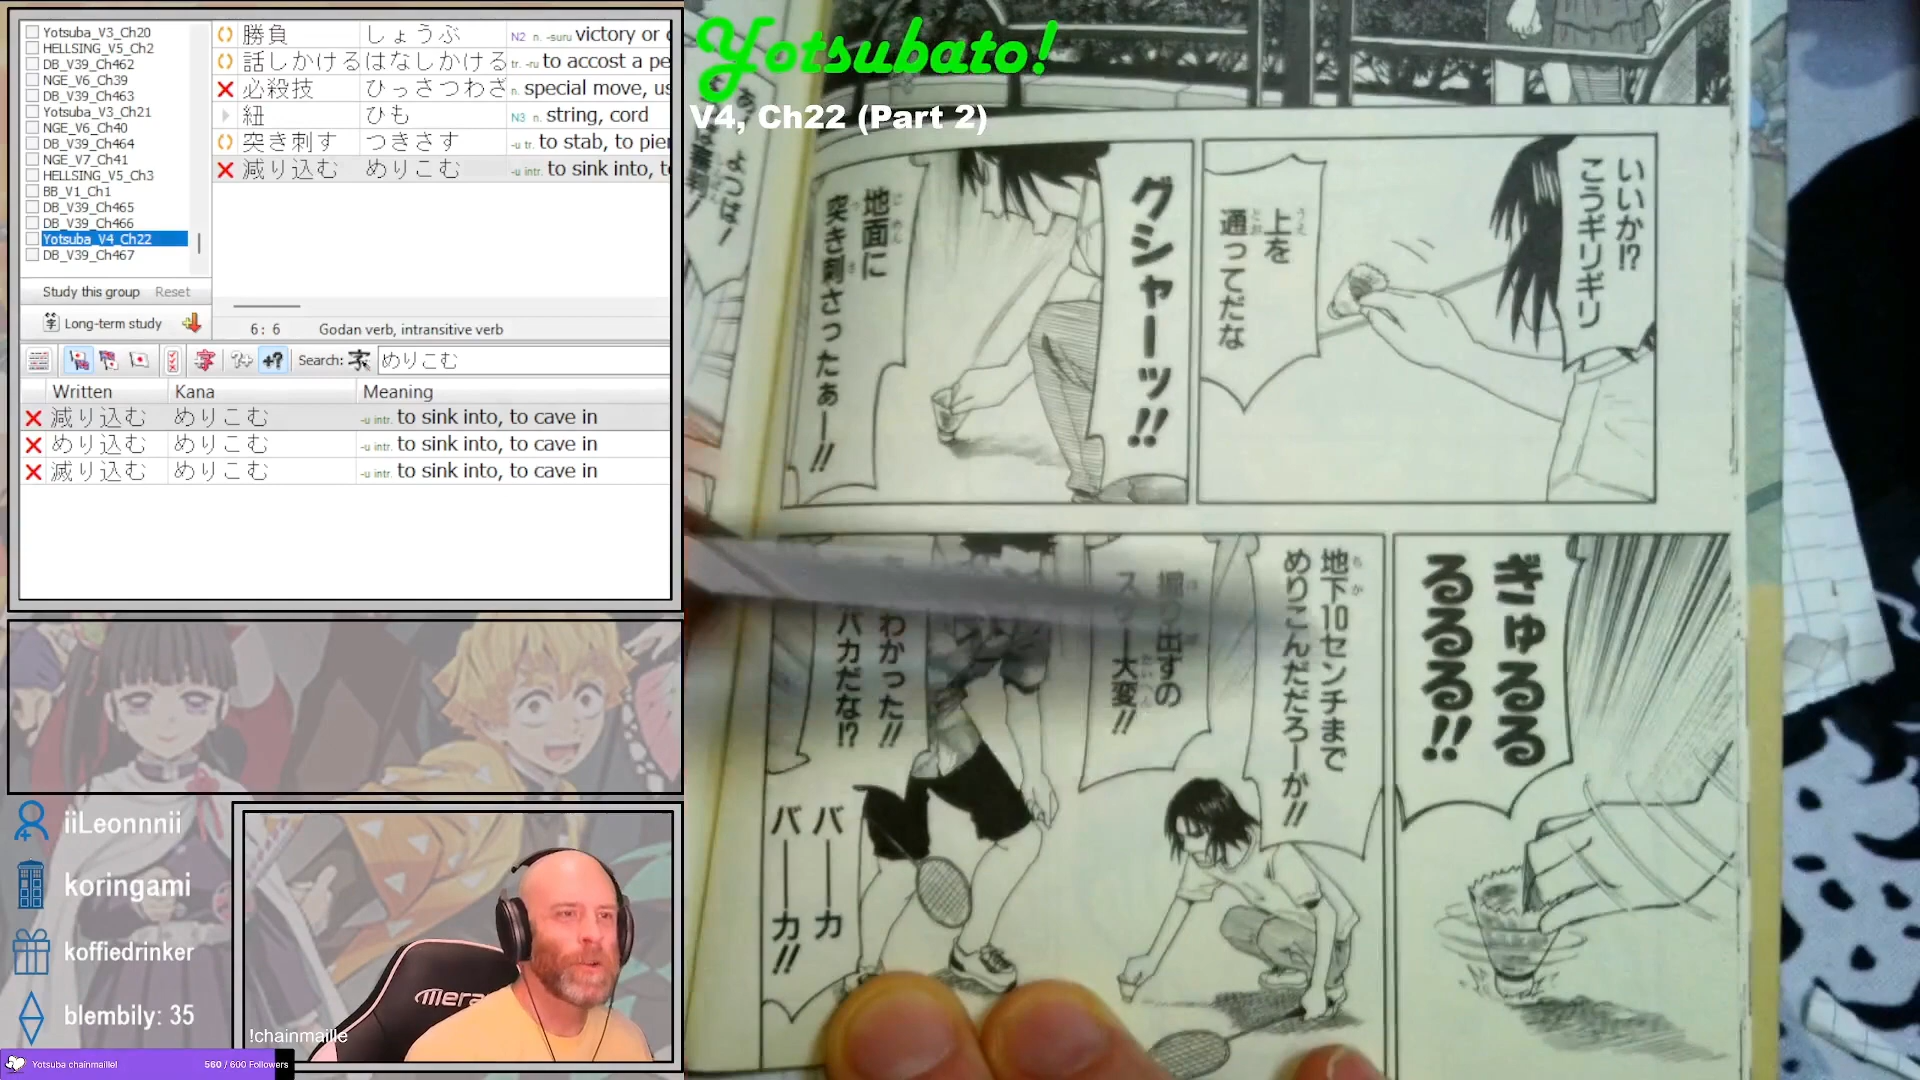 Yotsuba_V3_Ch20
HELLSING_V5_Ch2
DB_V39_Ch462
NGE_V6_Ch39
DB_V39_Ch463
Yotsuba_V3_Ch21
NGE_V6_Ch40
DB_V39_Ch464
NGE_V7_Ch41
HELLSING_V5_Ch3
BB_V1_Ch1
DB_V39_Ch465
DB_V39_Ch466
Yotsuba_V4_Ch22
DB_V39_Ch467
Study this group Reset
Long-term study
勝負 しょうぶ N2 n. -suru victory or
話しかける はなしかける tr. -ru to accost a pe
必殺技 ひっさつわざ n. special move, us
紐 ひも N3 n. string, cord
突き刺す つきさす -u tr. to stab, to pier
減り込む めりこむ -u intr. to sink into, t
6: 6 Godan verb, intransitive verb
Search: めりこむ
Written Kana Meaning
減り込む めりこむ -u intr. to sink into, to cave in
めり込む めりこむ -u intr. to sink into, to cave in
滅り込む めりこむ -u intr. to sink into, to cave in
iiLeonnnii
koringami
koffiedrinker
blembily: 35
Yotsuba chainmaille! 560 / 600 Followers
!chainmaille
Yotsubato!
V4, Ch22 (Part 2)
いいか!?
こうギリギリ
上を
通ってだな
グシャーッ!!
地面に
突き刺さったぁー!!
ぎゅるる
るるるる!!
地下10センチまで
めりこんだだろーが!!
出すの
大変!!
わかった!!
バカだな!?
バーカ
バーカ!!
よつば!